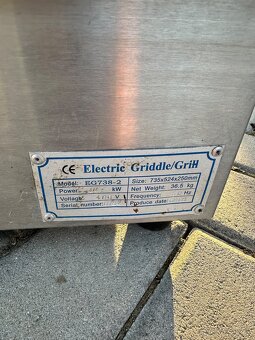 CE Electric Griddle/Grill
Model: EG738-2 Size: 735x524x250mm
Power: kW Net Weight: 36.5 kg
Voltage: V Frequency: Hz
Serial number: Produce date: